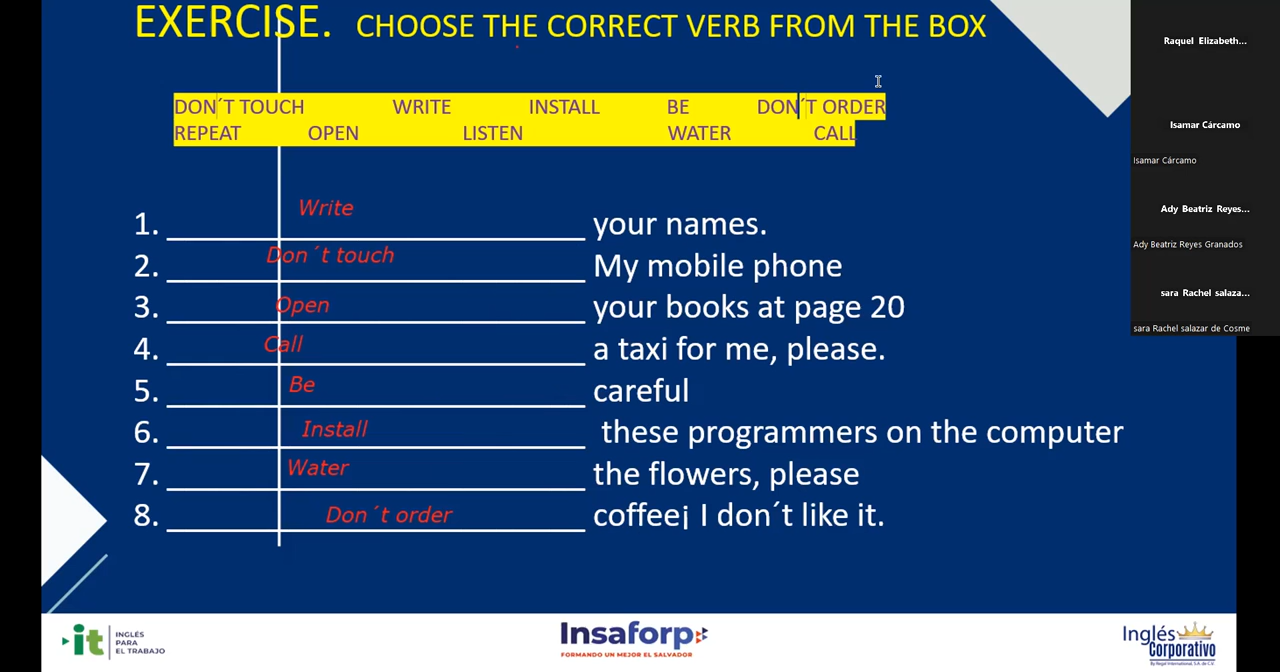 EXERCISE. CHOOSE THE CORRECT VERB FROM THE BOX
DON´T TOUCH WRITE INSTALL BE DON´T ORDER
REPEAT OPEN LISTEN WATER CALL
1. Write your names.
2. Don´t touch My mobile phone
3. Open your books at page 20
4. Call a taxi for me, please.
5. Be careful
6. Install these programmers on the computer
7. Water the flowers, please
8. Don´t order coffee¡ I don´t like it.
Raquel Elizabeth...
Isamar Cárcamo
Isamar Cárcamo
Ady Beatriz Reyes...
Ady Beatriz Reyes Granados
sara Rachel salaza...
sara Rachel salazar de Cosme
it INGLÉS
PARA
EL TRABAJO
Insaforp
FORMANDO UN MEJOR EL SALVADOR
Inglés
Corporativo
By Regal International, S.A. de C.V.